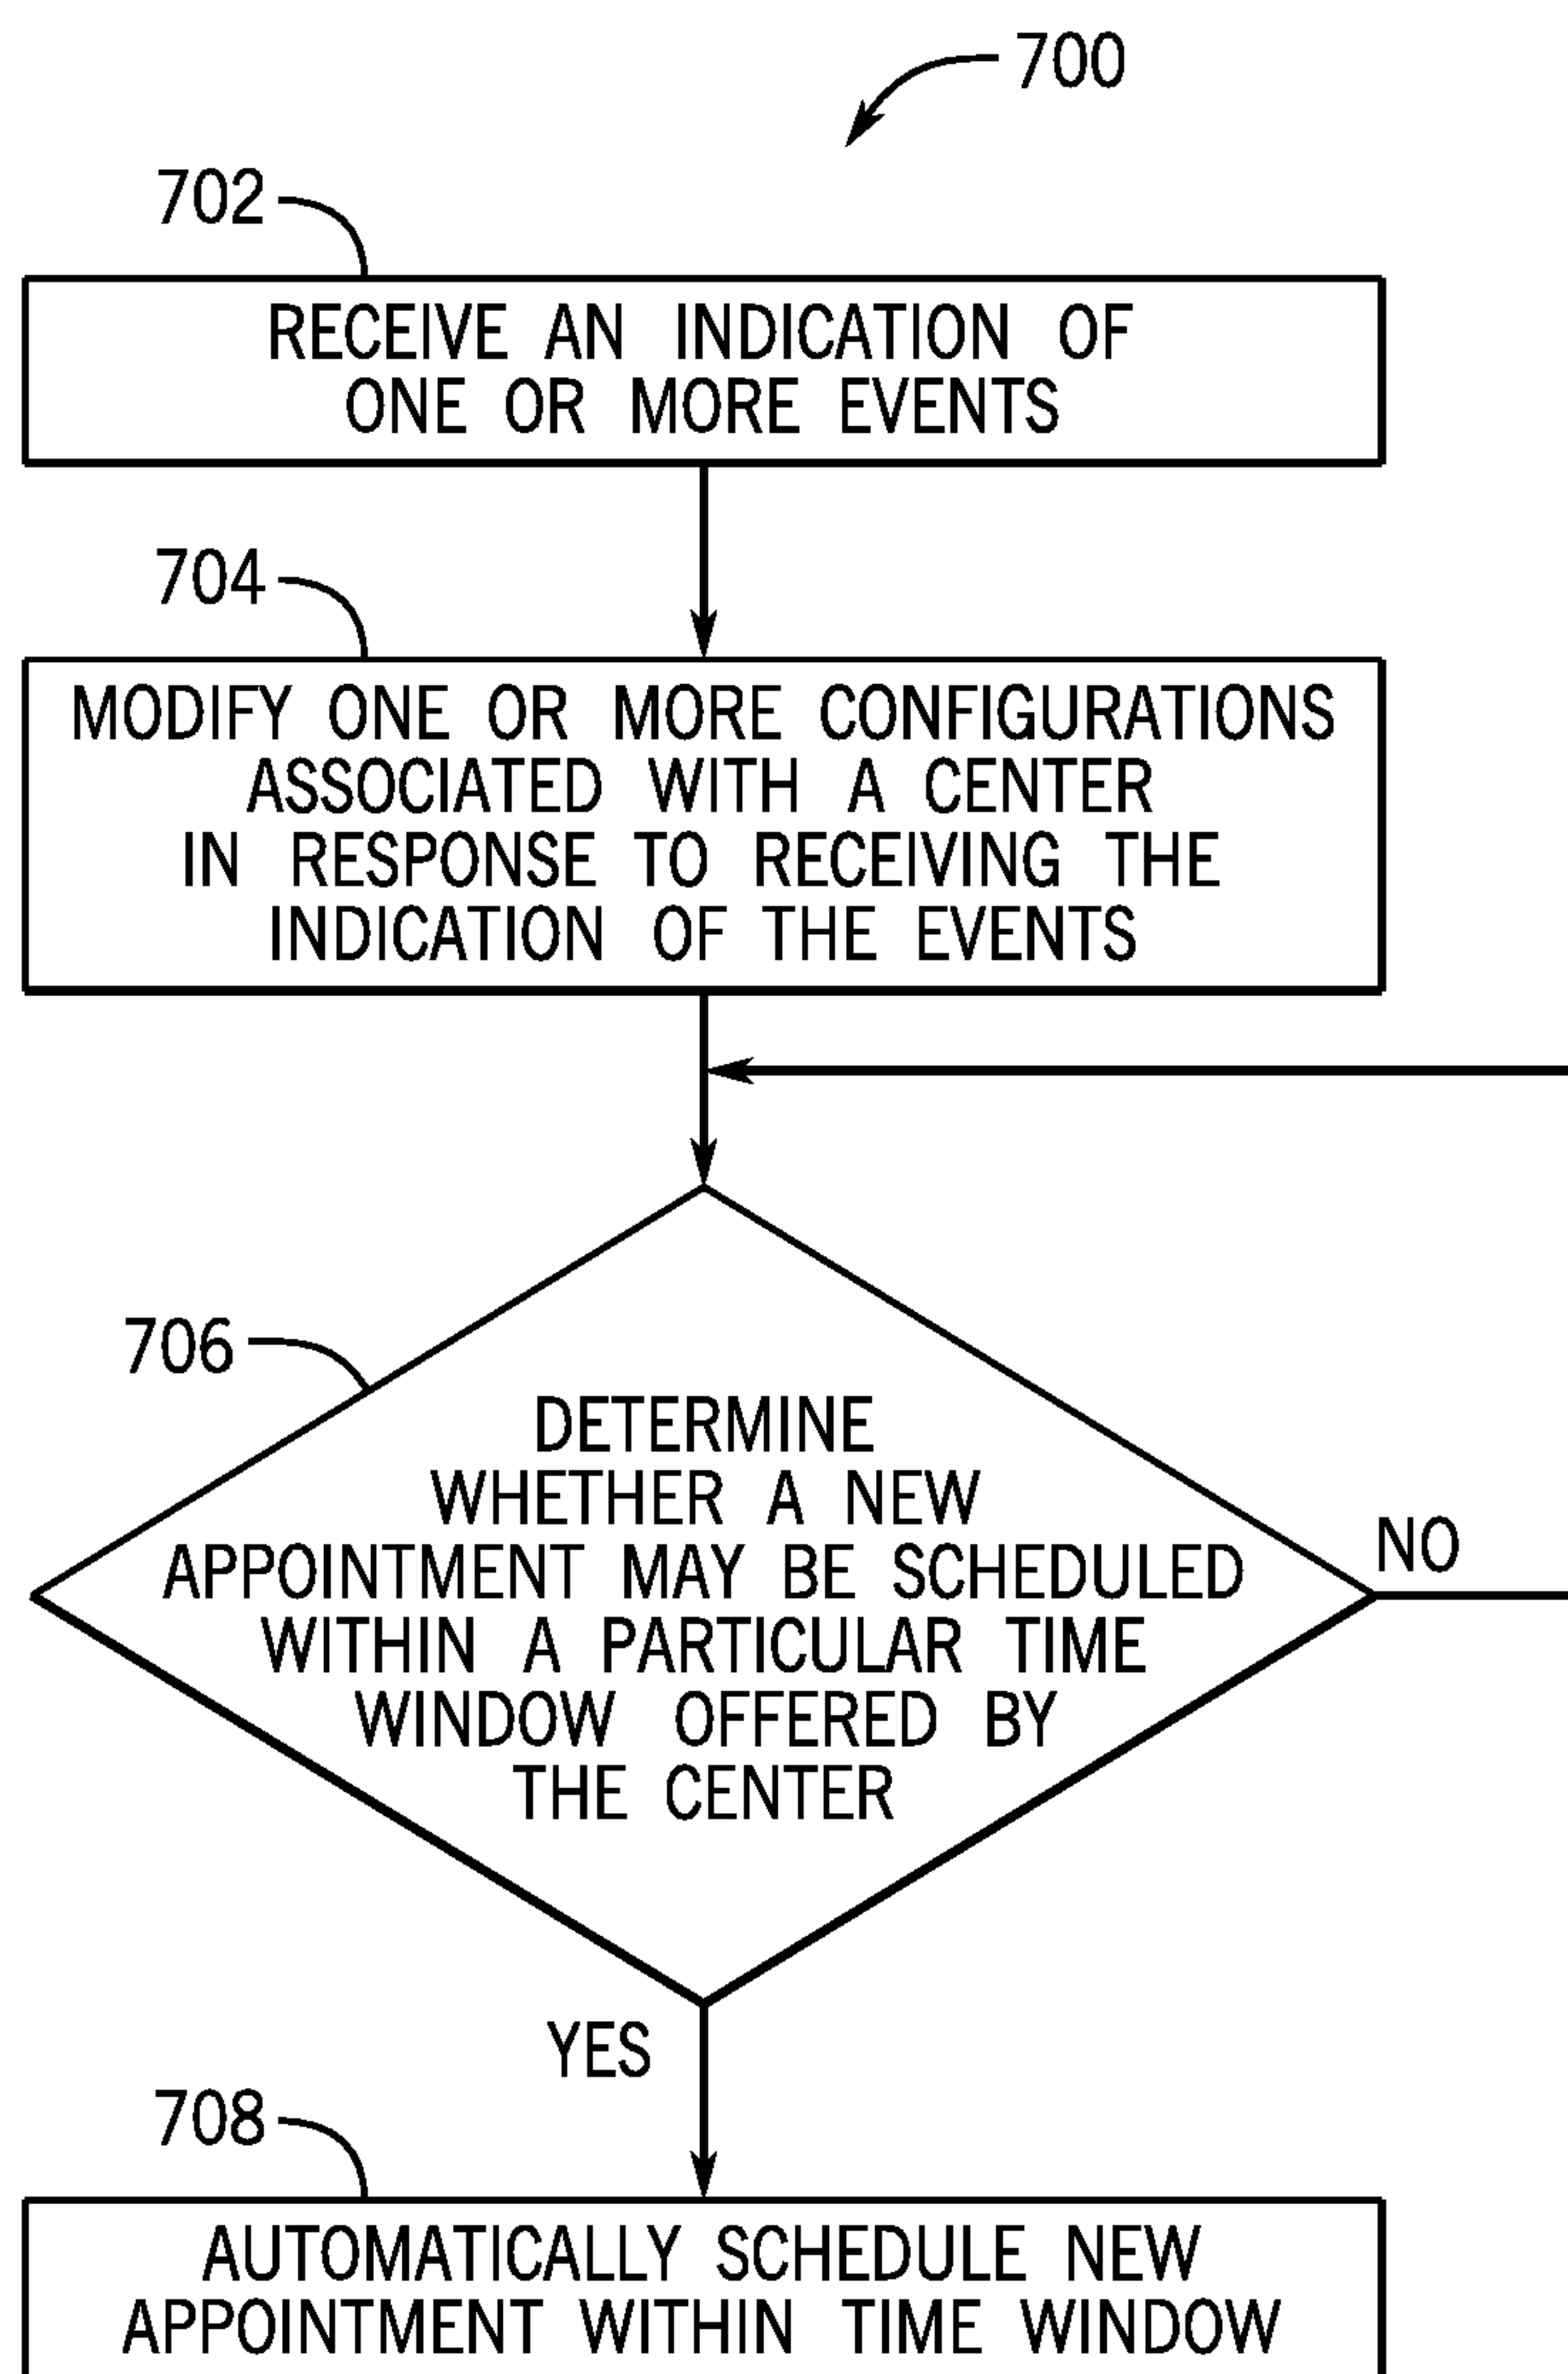 700
702
RECEIVE AN INDICATION OF
ONE OR MORE EVENTS
704
MODIFY ONE OR MORE CONFIGURATIONS
ASSOCIATED WITH A CENTER
IN RESPONSE TO RECEIVING THE
INDICATION OF THE EVENTS
706
DETERMINE
WHETHER A NEW
APPOINTMENT MAY BE SCHEDULED
WITHIN A PARTICULAR TIME
WINDOW OFFERED BY
THE CENTER
NO
YES
708
AUTOMATICALLY SCHEDULE NEW
APPOINTMENT WITHIN TIME WINDOW